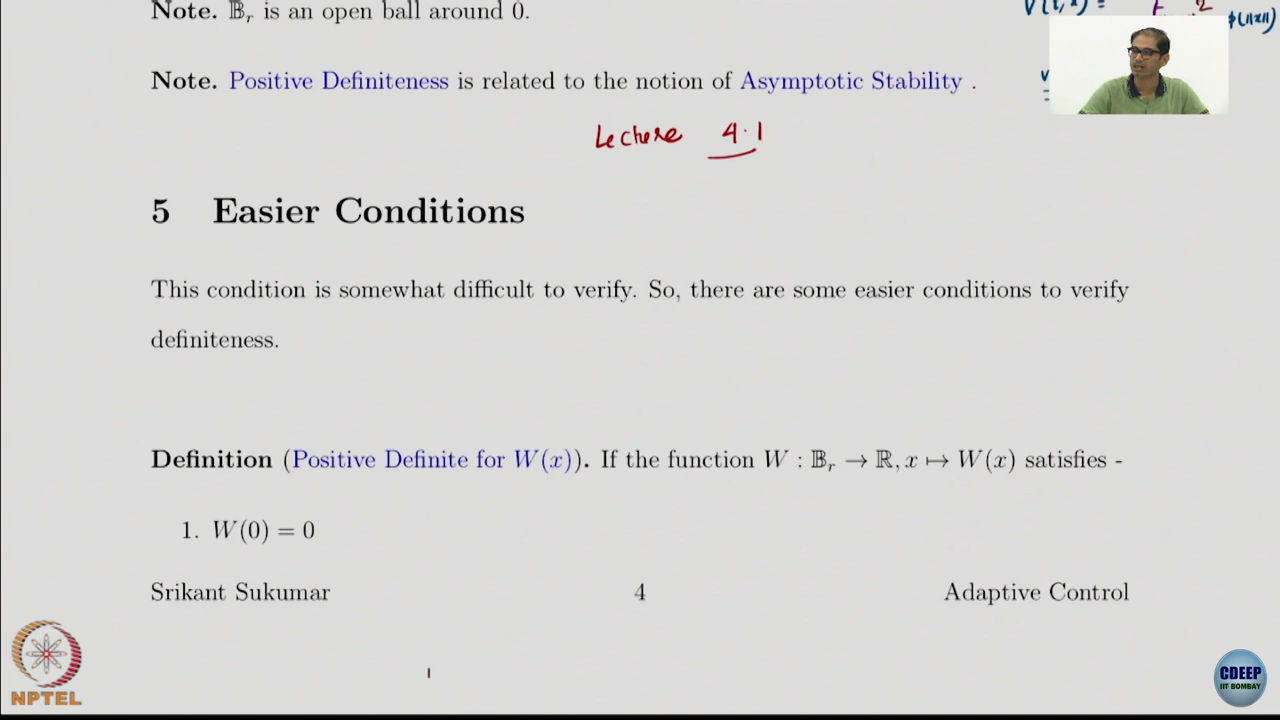 Note. 𝔹ᵣ is an open ball around 0.
V(t,x) =
ϕ(||x||)
Note. Positive Definiteness is related to the notion of Asymptotic Stability .
Lecture 4.1
5 Easier Conditions
This condition is somewhat difficult to verify. So, there are some easier conditions to verify
definiteness.
Definition (Positive Definite for W(x)). If the function W : 𝔹ᵣ → ℝ, x ↦ W(x) satisfies -
1. W(0) = 0
Srikant Sukumar 4 Adaptive Control
NPTEL
CDEEP
IIT BOMBAY